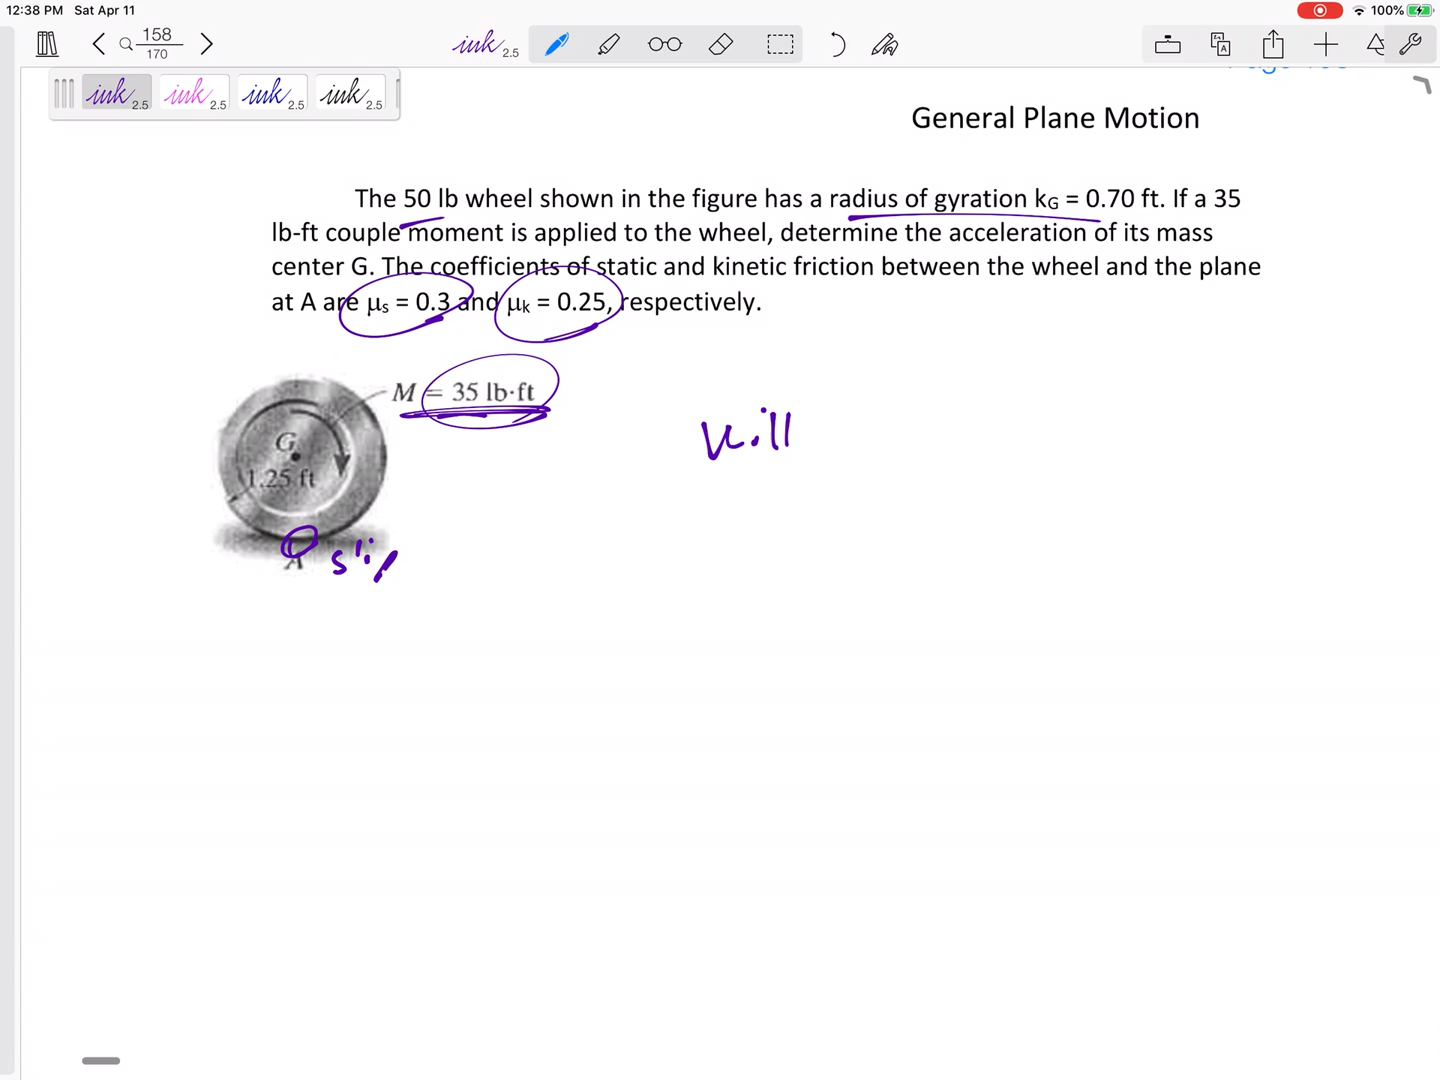 12:38 PM Sat Apr 11
100%
158
170
ink 2.5
ink 2.5 ink 2.5 ink 2.5 ink 2.5
General Plane Motion
The 50 lb wheel shown in the figure has a radius of gyration kG = 0.70 ft. If a 35
lb-ft couple moment is applied to the wheel, determine the acceleration of its mass
center G. The coefficients of static and kinetic friction between the wheel and the plane
at A are μs = 0.3 and μk = 0.25, respectively.
M = 35 lb·ft
G
1.25 ft
A slip
will